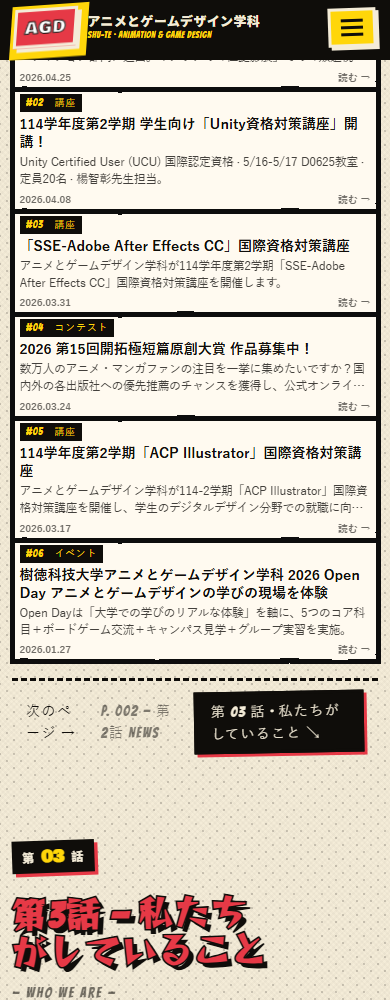 AGD
アニメとゲームデザイン学科
SHU-TE・ANIMATION & GAME DESIGN
2026.04.25
読む
#02 講座
114学年度第2学期 学生向け「Unity資格対策講座」開
講！
Unity Certified User (UCU) 国際認定資格 · 5/16-5/17 D0625教室 ·
定員20名 · 楊智彰先生担当。
2026.04.08
読む
#03 講座
「SSE-Adobe After Effects CC」国際資格対策講座
アニメとゲームデザイン学科が114学年度第2学期「SSE-Adobe
After Effects CC」国際資格対策講座を開催します。
2026.03.31
読む
#04 コンテスト
2026 第15回開拓極短篇原創大賞 作品募集中！
数万人のアニメ・マンガファンの注目を一挙に集めたいですか？国
内外の各出版社への優先推薦のチャンスを獲得し、公式オンライ…
2026.03.24
読む
#05 講座
114学年度第2学期「ACP Illustrator」国際資格対策講
座
アニメとゲームデザイン学科が114-2学期「ACP Illustrator」国際資
格対策講座を開催し、学生のデジタルデザイン分野での就職に向…
2026.03.17
読む
#06 イベント
樹徳科技大学アニメとゲームデザイン学科 2026 Open
Day アニメとゲームデザインの学びの現場を体験
Open Dayは「大学での学びのリアルな体験」を軸に、5つのコア科
目＋ボードゲーム交流＋キャンパス見学＋グループ実習を実施。
2026.01.27
読む
次のペ
ージ →
P. 002 — 第
2話 NEWS
第 03 話・私たちが
していること ↘
第 03 話
第3話 — 私たち
がしていること
— WHO WE ARE —